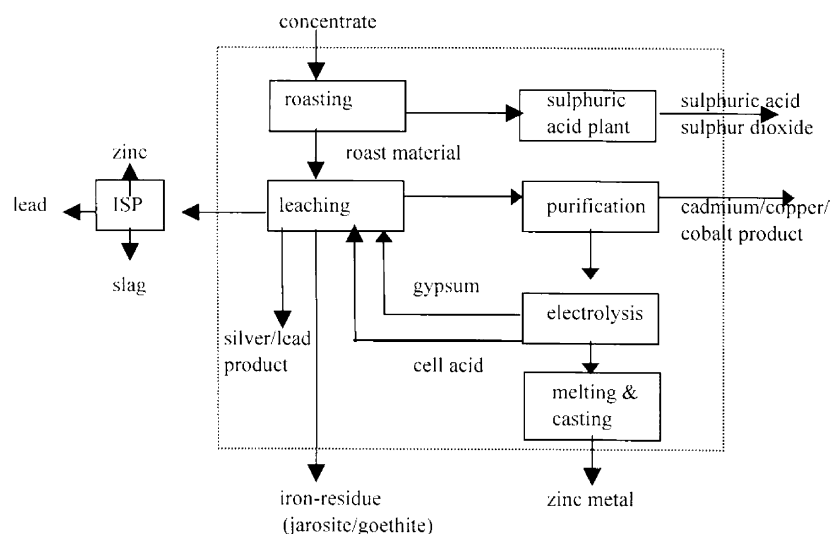 concentrate
roasting
sulphuric
acid plant
sulphuric acid
sulphur dioxide
roast material
zinc
lead
ISP
slag
leaching
purification
cadmium/copper/
cobalt product
gypsum
silver/lead
product
cell acid
electrolysis
melting &
casting
iron-residue
(jarosite/goethite)
zinc metal